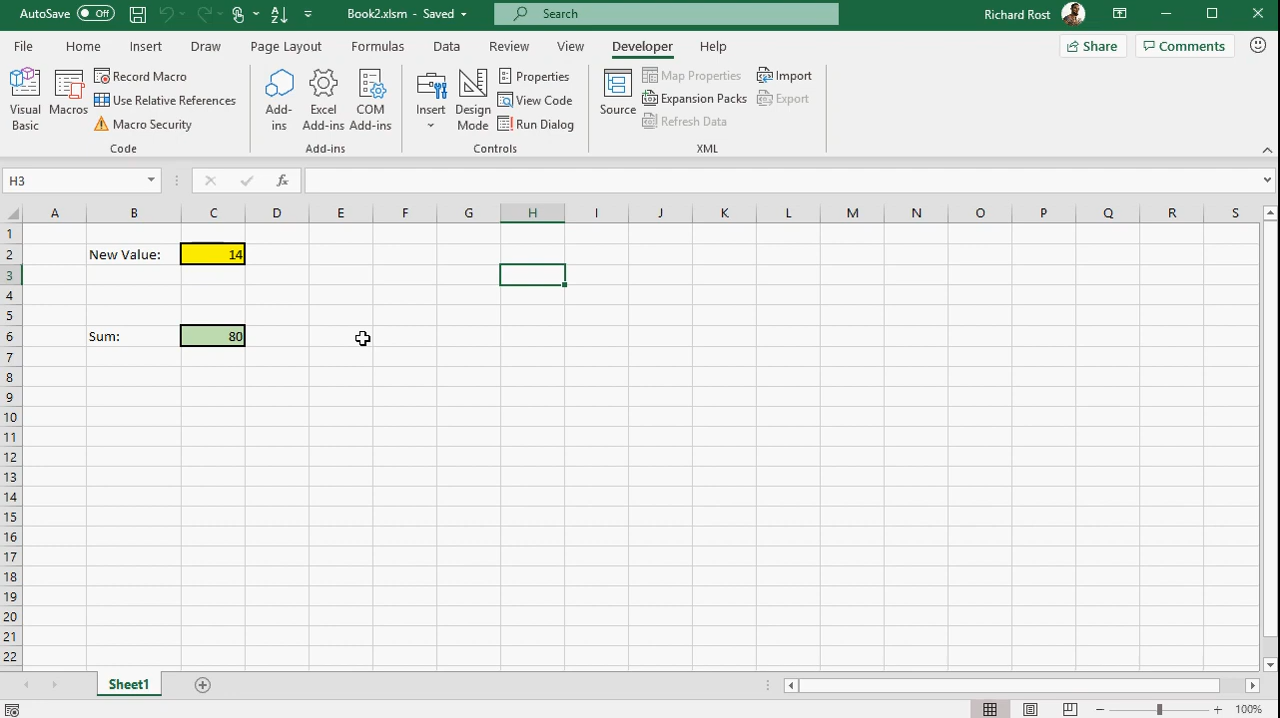 AutoSave Off Book2.xlsm - Saved Search Richard Rost
File Home Insert Draw Page Layout Formulas Data Review View Developer Help Share Comments
Visual Basic
Macros
Record Macro
Use Relative References
Macro Security
Code
Add-ins
Excel Add-ins
COM Add-ins
Add-ins
Insert
Design Mode
Properties
View Code
Run Dialog
Controls
Source
Map Properties
Expansion Packs
Refresh Data
Import
Export
XML
H3 fx
A B C D E F G H I J K L M N O P Q R S
1
2 New Value: 14
3
4
5
6 Sum: 80
7
8
9
10
11
12
13
14
15
16
17
18
19
20
21
22
Sheet1
100%